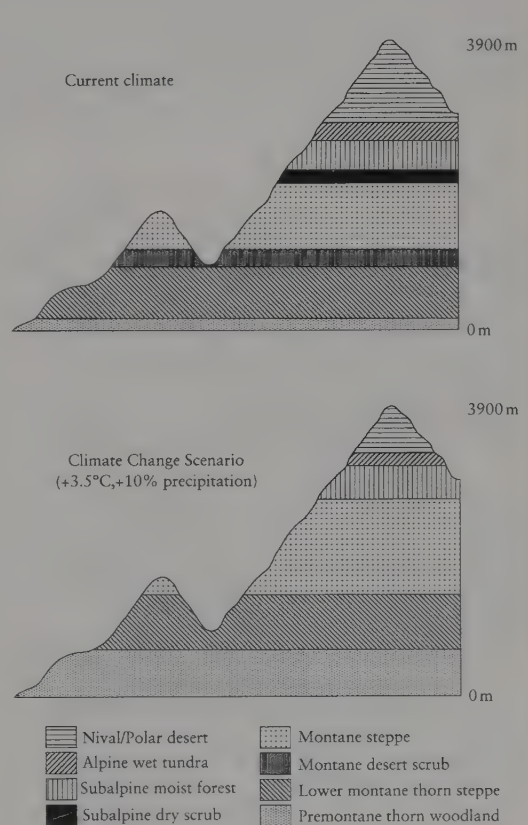 3900 m
Current climate
0 m
3900 m
Climate Change Scenario
(+3.5°C,+10% precipitation)
0 m
Nival/Polar desert
Alpine wet tundra
Subalpine moist forest
Subalpine dry scrub
Montane steppe
Montane desert scrub
Lower montane thorn steppe
Premontane thorn woodland